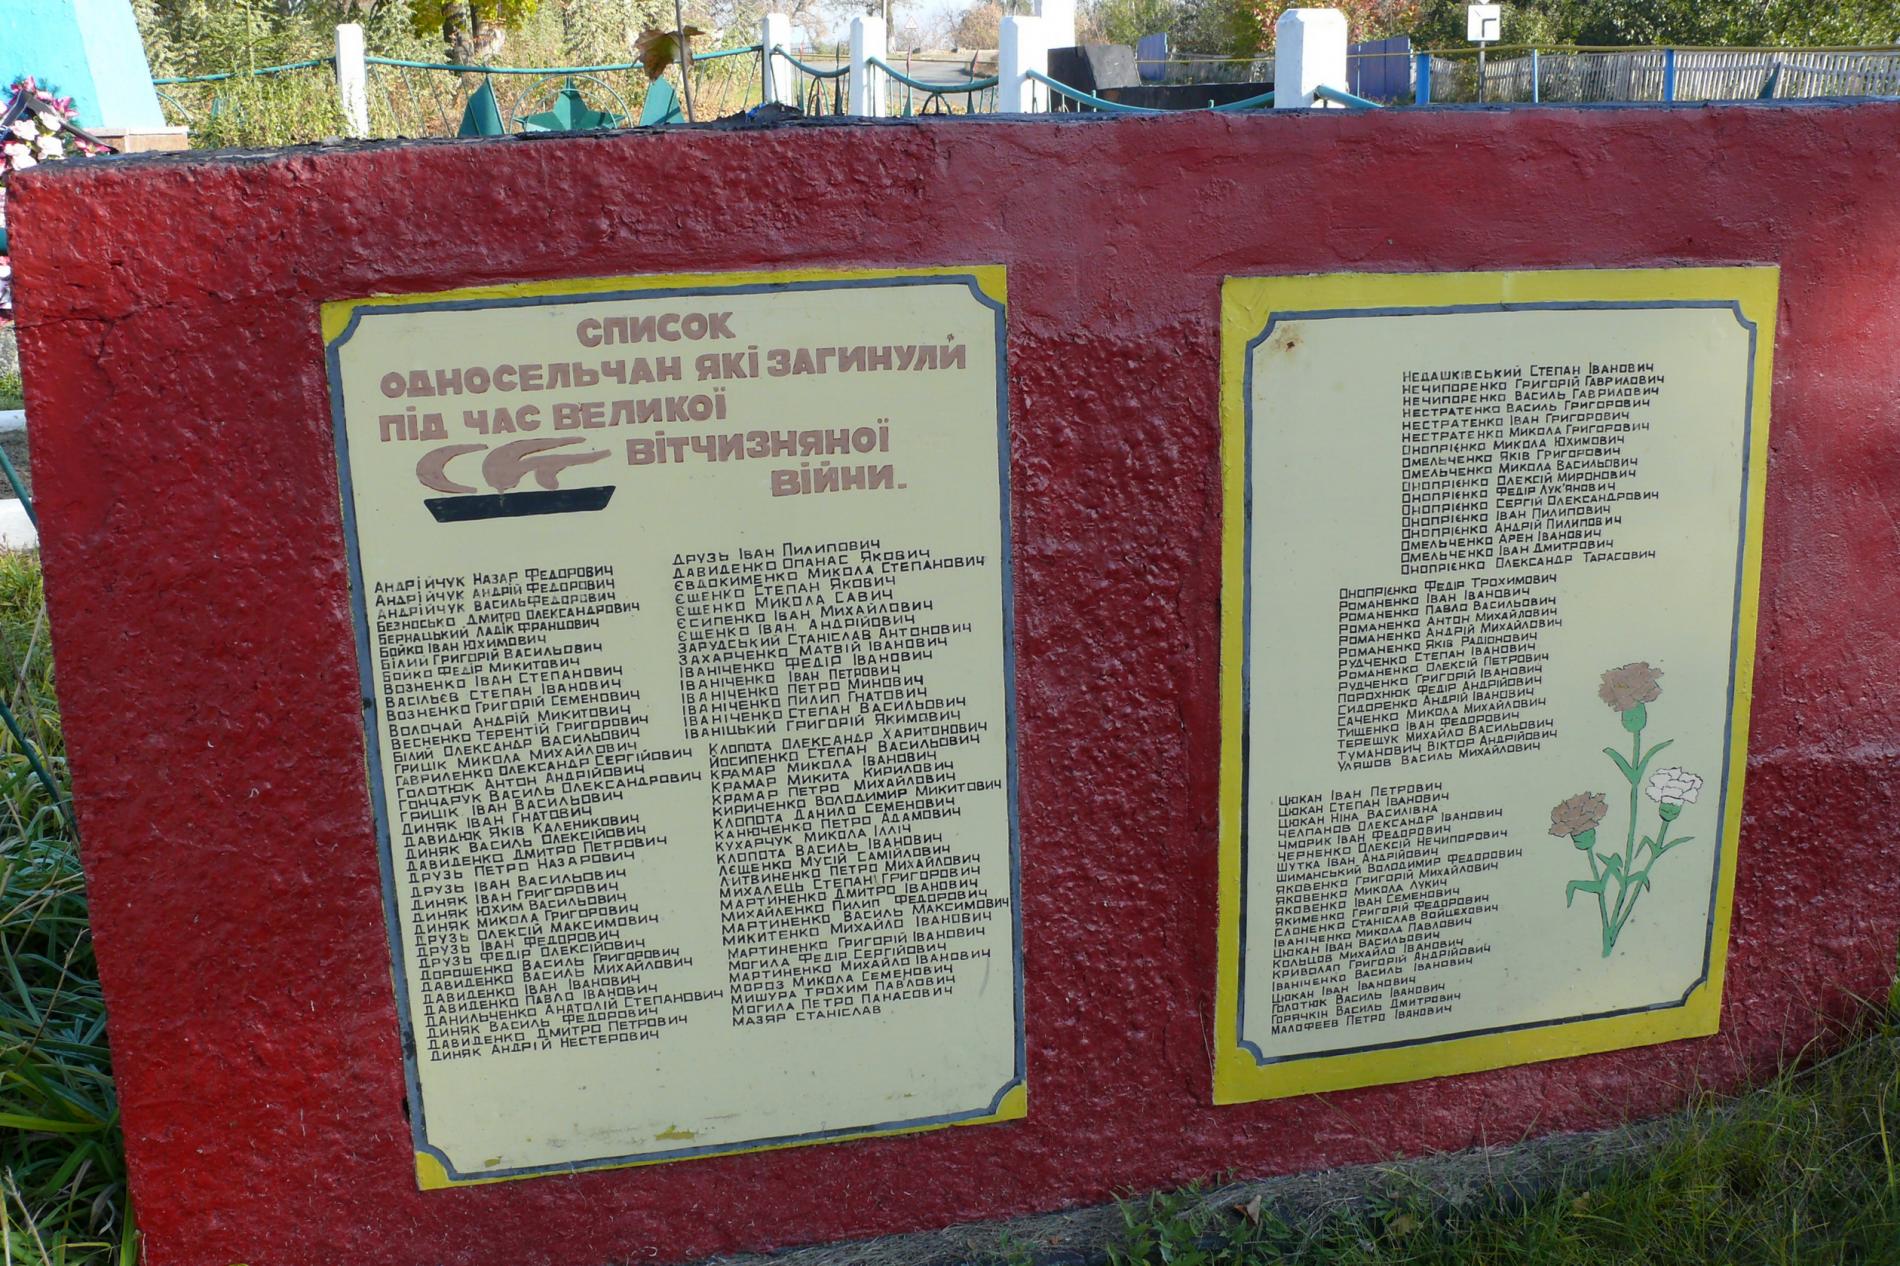 СПИСОК
ОДНОСЕЛЬЧАН ЯКІ ЗАГИНУЛИ
ПІД ЧАС ВЕЛИКОЇ
ВІТЧИЗНЯНОЇ
ВІЙНИ.
АНДРІЙЧУК НАЗАР ФЕДОРОВИЧ
АНДРІЙЧУК АНДРІЙ ФЕДОРОВИЧ
АНДРІЙЧУК ВАСИЛЬ ФЕДОРОВИЧ
БЕЗНОСЬКО ДМИТРО ОЛЕКСАНДРОВИЧ
БЕРНАЦЬКИЙ ЛАДІК ФРАНЦОВИЧ
БОЙКО ІВАН ЮХИМОВИЧ
БІЛИЙ ГРИГОРІЙ ВАСИЛЬОВИЧ
БОЙКО ФЕДІР МИКИТОВИЧ
ВОЗНЕНКО ІВАН СТЕПАНОВИЧ
ВАСИЛЬЄВ СТЕПАН ІВАНОВИЧ
ВОЗНЕНКО ГРИГОРІЙ СЕМЕНОВИЧ
ВОЛОЧАЙ АНДРІЙ МИКИТОВИЧ
ВЕСНЕНКО ТЕРЕНТІЙ ГРИГОРОВИЧ
БІЛИЙ ОЛЕКСАНДР ВАСИЛЬОВИЧ
ГРИЩІК МИКОЛА МИХАЙЛОВИЧ
ГАВРИЛЕНКО ОЛЕКСАНДР СЕРГІЙОВИЧ
ГОЛОТЮК АНТОН АНДРІЙОВИЧ
ГОНЧАРУК ВАСИЛЬ ОЛЕКСАНДРОВИЧ
ГРИЩІК ІВАН ВАСИЛЬОВИЧ
ДИНЯК ІВАН ГНАТОВИЧ
ДАВИДЮК ЯКІВ КАЛЕНИКОВИЧ
ДИНЯК ВАСИЛЬ ОЛЕКСІЙОВИЧ
ДАВИДЕНКО ДМИТРО ПЕТРОВИЧ
ДРУЗЬ ПЕТРО НАЗАРОВИЧ
ДРУЗЬ ІВАН ВАСИЛЬОВИЧ
ДИНЯК ІВАН ГРИГОРОВИЧ
ДИНЯК ЮХИМ ВАСИЛЬОВИЧ
ДИНЯК МИКОЛА ГРИГОРОВИЧ
ДРУЗЬ ОЛЕКСІЙ МАКСИМОВИЧ
ДРУЗЬ ІВАН ФЕДОРОВИЧ
ДРУЗЬ ФЕДІР ОЛЕКСІЙОВИЧ
ДОРОШЕНКО ВАСИЛЬ ГРИГОРОВИЧ
ДАВИДЕНКО ВАСИЛЬ МИХАЙЛОВИЧ
ДАВИДЕНКО ІВАН ІВАНОВИЧ
ДАВИДЕНКО ПАВЛО ІВАНОВИЧ
ДАНИЛЬЧЕНКО АНАТОЛІЙ СТЕПАНОВИЧ
ДИНЯК ВАСИЛЬ ФЕДОРОВИЧ
ДАВИДЕНКО ДМИТРО ПЕТРОВИЧ
ДИНЯК АНДРІЙ НЕСТЕРОВИЧ
ДРУЗЬ ІВАН ПИЛИПОВИЧ
ДАВИДЕНКО ОПАНАС ЯКОВИЧ
ЄВДОКИМЕНКО МИКОЛА СТЕПАНОВИЧ
ЄЩЕНКО СТЕПАН ЯКОВИЧ
ЄЩЕНКО МИКОЛА САВИЧ
ЄСИПЕНКО ІВАН МИХАЙЛОВИЧ
ЄЩЕНКО ІВАН АНДРІЙОВИЧ
ЗАРУДСЬКИЙ СТАНІСЛАВ АНТОНОВИЧ
ЗАХАРЧЕНКО МАТВІЙ ІВАНОВИЧ
ІВАНІЧЕНКО ФЕДІР ІВАНОВИЧ
ІВАНІЧЕНКО ІВАН ПЕТРОВИЧ
ІВАНІЧЕНКО ПЕТРО МИНОВИЧ
ІВАНІЧЕНКО ПИЛИП ГНАТОВИЧ
ІВАНІЧЕНКО СТЕПАН ВАСИЛЬОВИЧ
ІВАНІЦЬКИЙ ГРИГОРІЙ ЯКИМОВИЧ
КЛОПОТА ОЛЕКСАНДР ХАРИТОНОВИЧ
ЙОСИПЕНКО СТЕПАН ВАСИЛЬОВИЧ
КРАМАР МИКОЛА ІВАНОВИЧ
КРАМАР МИКИТА КИРИЛОВИЧ
КРАМАР ПЕТРО МИХАЙЛОВИЧ
КИРИЧЕНКО ВОЛОДИМИР МИКИТОВИЧ
КЛОПОТА ДАНИЛО СЕМЕНОВИЧ
КАНЮЧЕНКО ПЕТРО АДАМОВИЧ
КУХАРЧУК МИКОЛА ІЛЛІЧ
КЛОПОТА ВАСИЛЬ ІВАНОВИЧ
ЛЄЩЕНКО МУСІЙ САМІЙЛОВИЧ
ЛИТВИНЕНКО ПЕТРО МИХАЙЛОВИЧ
МИХАЛЕЦЬ СТЕПАН ГРИГОРОВИЧ
МАРТИНЕНКО ДМИТРО ІВАНОВИЧ
МИХАЙЛЕНКО ПИЛИП ФЕДОРОВИЧ
МАРТИНЕНКО ВАСИЛЬ МАКСИМОВИЧ
МИКИТЕНКО МИХАЙЛО ІВАНОВИЧ
МАРТИНЕНКО ГРИГОРІЙ ІВАНОВИЧ
МОГИЛА ФЕДІР СЕРГІЙОВИЧ
МАРТИНЕНКО МИХАЙЛО ІВАНОВИЧ
МОРОЗ МИКОЛА СЕМЕНОВИЧ
МИШУРА ТРОХИМ ПАВЛОВИЧ
МОГИЛА ПЕТРО ПАНАСОВИЧ
МАЗЯР СТАНІСЛАВ
НЕДАШКІВСЬКИЙ СТЕПАН ІВАНОВИЧ
НЕЧИПОРЕНКО ГРИГОРІЙ ГАВРИЛОВИЧ
НЕЧИПОРЕНКО ВАСИЛЬ ГАВРИЛОВИЧ
НЕСТРАТЕНКО ВАСИЛЬ ГРИГОРОВИЧ
НЕСТРАТЕНКО ІВАН ГРИГОРОВИЧ
НЕСТРАТЕНКО МИКОЛА ГРИГОРОВИЧ
ОНОПРІЄНКО МИКОЛА ЮХИМОВИЧ
ОМЕЛЬЧЕНКО ЯКІВ ГРИГОРОВИЧ
ОМЕЛЬЧЕНКО МИКОЛА ВАСИЛЬОВИЧ
ОНОПРІЄНКО ОЛЕКСІЙ МИРОНОВИЧ
ОНОПРІЄНКО ФЕДІР ЛУК'ЯНОВИЧ
ОНОПРІЄНКО СЕРГІЙ ОЛЕКСАНДРОВИЧ
ОНОПРІЄНКО ІВАН ПИЛИПОВИЧ
ОНОПРІЄНКО АНДРІЙ ПИЛИПОВИЧ
ОМЕЛЬЧЕНКО АРЕН ІВАНОВИЧ
ОМЕЛЬЧЕНКО ІВАН ДМИТРОВИЧ
ОНОПРІЄНКО ОЛЕКСАНДР ТАРАСОВИЧ
ОНОПРІЄНКО ФЕДІР ТРОХИМОВИЧ
РОМАНЕНКО ІВАН ІВАНОВИЧ
РОМАНЕНКО ПАВЛО ВАСИЛЬОВИЧ
РОМАНЕНКО АНТОН МИХАЙЛОВИЧ
РОМАНЕНКО АНДРІЙ МИХАЙЛОВИЧ
РОМАНЕНКО ЯКІВ РАДІОНОВИЧ
РУДЧЕНКО СТЕПАН ІВАНОВИЧ
РОМАНЕНКО ОЛЕКСІЙ ПЕТРОВИЧ
РУДЧЕНКО ГРИГОРІЙ ІВАНОВИЧ
ПОРОХНЮК ФЕДІР АНДРІЙОВИЧ
СИДОРЕНКО АНДРІЙ ІВАНОВИЧ
САЧЕНКО МИКОЛА МИХАЙЛОВИЧ
ТИЩЕНКО ІВАН ФЕДОРОВИЧ
ТЕРЕЩУК МИХАЙЛО ВАСИЛЬОВИЧ
ТУМАНОВИЧ ВІКТОР АНДРІЙОВИЧ
УЛЯШОВ ВАСИЛЬ МИХАЙЛОВИЧ
ЦЮКАН ІВАН ПЕТРОВИЧ
ЦЮКАН СТЕПАН ІВАНОВИЧ
ЦЮКАН НІНА ВАСИЛІВНА
ЧЕЛПАНОВ ОЛЕКСАНДР ІВАНОВИЧ
ЧМОРИК ІВАН ФЕДОРОВИЧ
ЧЕРНЕНКО ОЛЕКСІЙ НЕЧИПОРОВИЧ
ШУТКА ІВАН АНДРІЙОВИЧ
ШИМАНСЬКИЙ ВОЛОДИМИР ФЕДОРОВИЧ
ЯКОВЕНКО ГРИГОРІЙ МИХАЙЛОВИЧ
ЯКОВЕНКО МИКОЛА ЛУКИЧ
ЯКОВЕНКО ІВАН СЕМЕНОВИЧ
ЯКИМЕНКО ГРИГОРІЙ ФЕДОРОВИЧ
СЛОНЕНКО СТАНІСЛАВ ВОЙЦЕХОВИЧ
ІВАНІЧЕНКО МИКОЛА ПАВЛОВИЧ
ЦЮКАН ІВАН ВАСИЛЬОВИЧ
КОЛЬЦОВ МИХАЙЛО ІВАНОВИЧ
КРИВОЛАП ГРИГОРІЙ АНДРІЙОВИЧ
ІВАНІЧЕНКО ВАСИЛЬ ІВАНОВИЧ
ЦЮКАН ІВАН ІВАНОВИЧ
ГОЛОТЮК ВАСИЛЬ ІВАНОВИЧ
ГОРЯЧКІН ВАСИЛЬ ДМИТРОВИЧ
МАЛОФЕЕВ ПЕТРО ІВАНОВИЧ